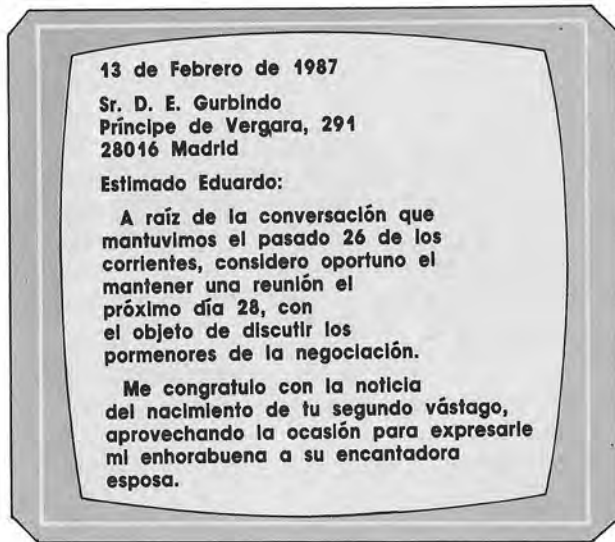 13 de Febrero de 1987
Sr. D. E. Gurbindo
Príncipe de Vergara, 291
28016 Madrid
Estimado Eduardo:
A raíz de la conversación que
mantuvimos el pasado 26 de los
corrientes, considero oportuno el
mantener una reunión el
próximo día 28, con
el objeto de discutir los
pormenores de la negociación.
Me congratulo con la noticia
del nacimiento de tu segundo vástago,
aprovechando la ocasión para expresarle
mi enhorabuena a su encantadora
esposa.